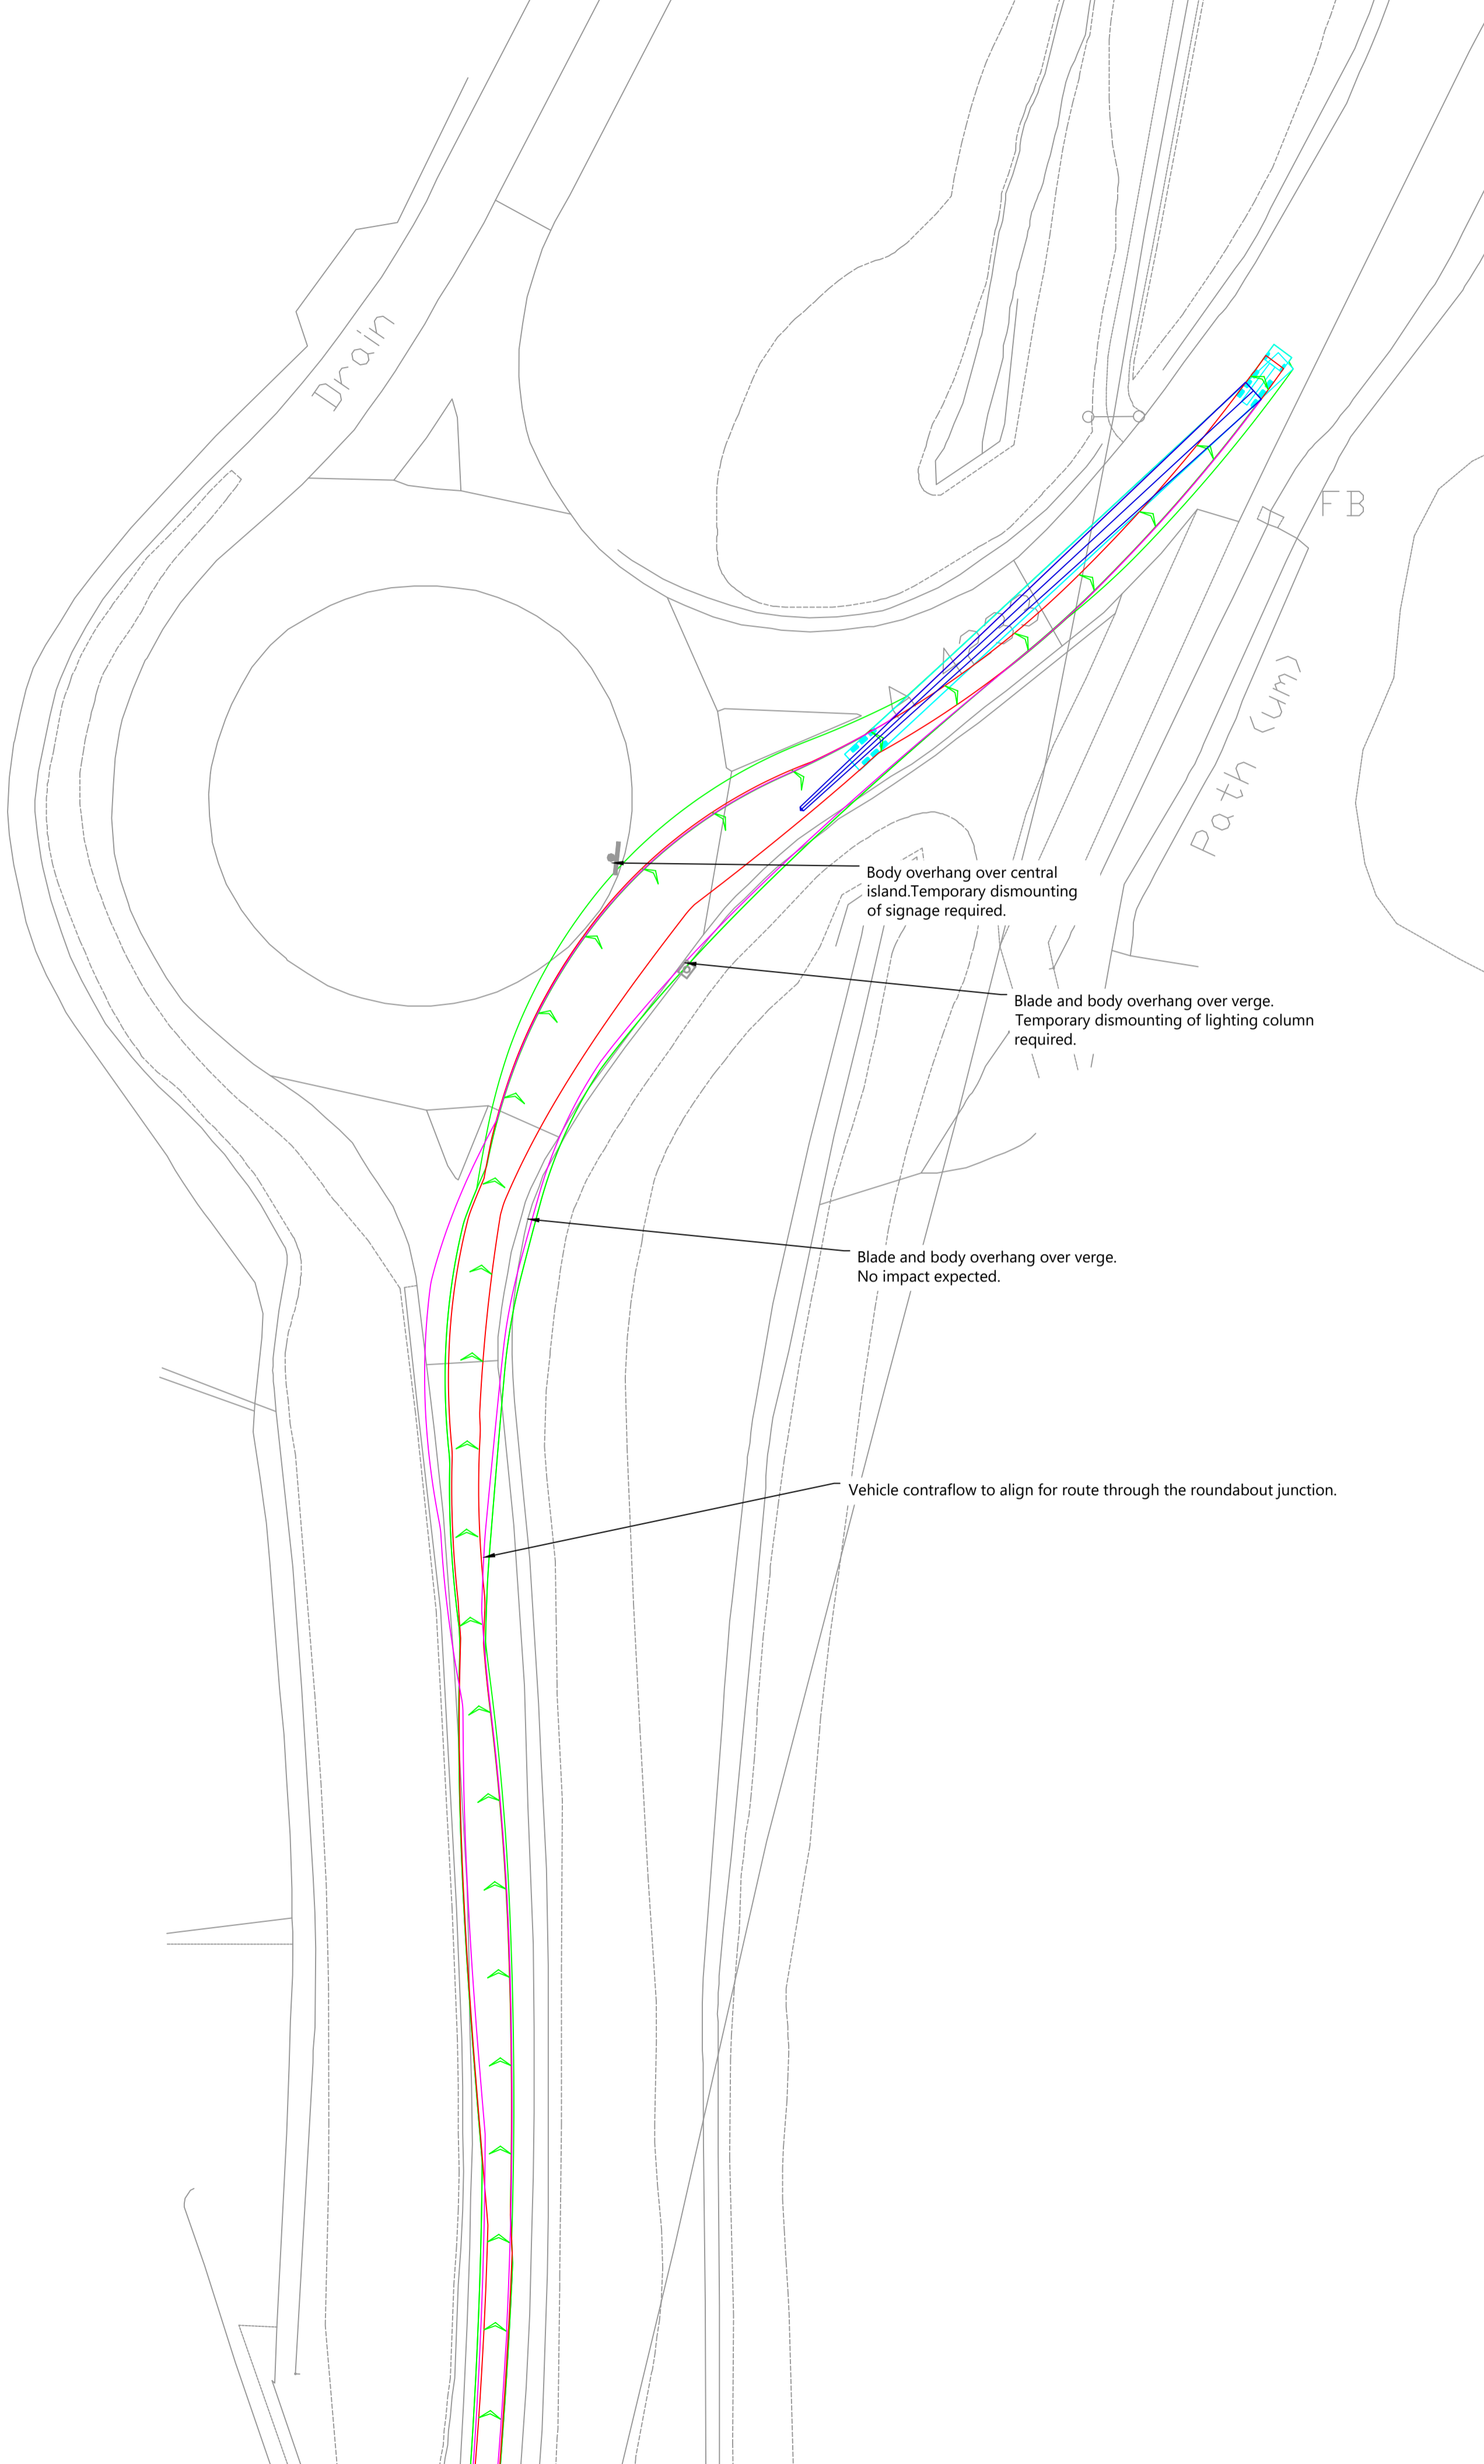 Drain
FB
Path (um)
Body overhang over central
island.Temporary dismounting
of signage required.
Blade and body overhang over verge.
Temporary dismounting of lighting column
required.
Blade and body overhang over verge.
No impact expected.
Vehicle contraflow to align for route through the roundabout junction.